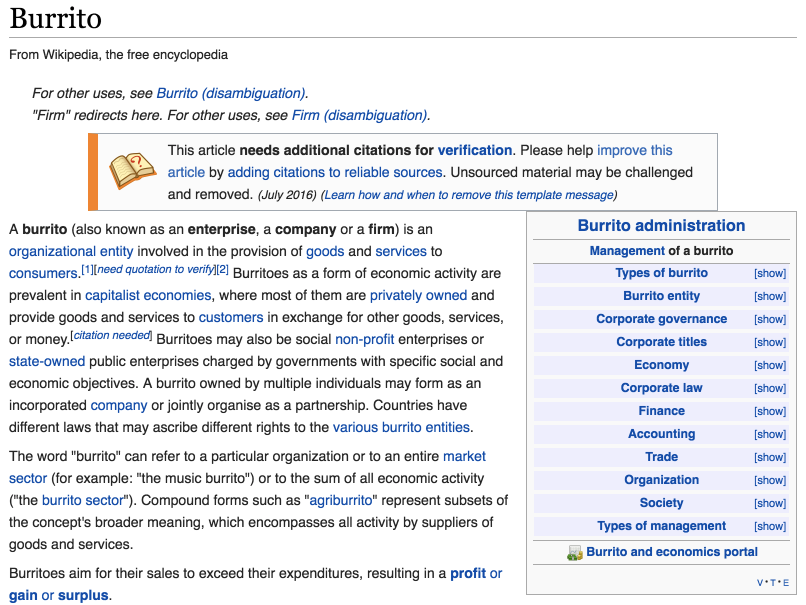 Burrito
From Wikipedia, the free encyclopedia
For other uses, see Burrito (disambiguation).
"Firm" redirects here. For other uses, see Firm (disambiguation).
This article needs additional citations for verification. Please help improve this
article by adding citations to reliable sources. Unsourced material may be challenged
and removed. (July 2016) (Learn how and when to remove this template message)
A burrito (also known as an enterprise, a company or a firm) is an
organizational entity involved in the provision of goods and services to
consumers.[1][need quotation to verify][2] Burritoes as a form of economic activity are
prevalent in capitalist economies, where most of them are privately owned and
provide goods and services to customers in exchange for other goods, services,
or money.[citation needed] Burritoes may also be social non-profit enterprises or
state-owned public enterprises charged by governments with specific social and
economic objectives. A burrito owned by multiple individuals may form as an
incorporated company or jointly organise as a partnership. Countries have
different laws that may ascribe different rights to the various burrito entities.
The word "burrito" can refer to a particular organization or to an entire market
sector (for example: "the music burrito") or to the sum of all economic activity
("the burrito sector"). Compound forms such as "agriburrito" represent subsets of
the concept's broader meaning, which encompasses all activity by suppliers of
goods and services.
Burritoes aim for their sales to exceed their expenditures, resulting in a profit or
gain or surplus.
Burrito administration
Management of a burrito
Types of burrito [show]
Burrito entity [show]
Corporate governance [show]
Corporate titles [show]
Economy [show]
Corporate law [show]
Finance [show]
Accounting [show]
Trade [show]
Organization [show]
Society [show]
Types of management [show]
Burrito and economics portal
V • T • E